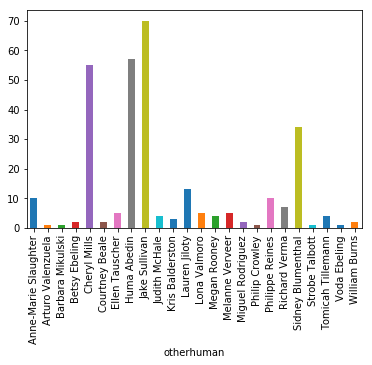 70
60
50
40
30
20
10
0
Anne-Marie Slaughter
Arturo Valenzuela
Barbara Mikulski
Betsy Ebeling
Cheryl Mills
Courtney Beale
Ellen Tauscher
Huma Abedin
Jake Sullivan
Judith McHale
Kris Balderston
Lauren Jiloty
Lona Valmoro
Megan Rooney
Melanne Verveer
Miguel Rodriguez
Philip Crowley
Philippe Reines
Richard Verma
Sidney Blumenthal
Strobe Talbott
Tomicah Tillemann
Voda Ebeling
William Burns
otherhuman